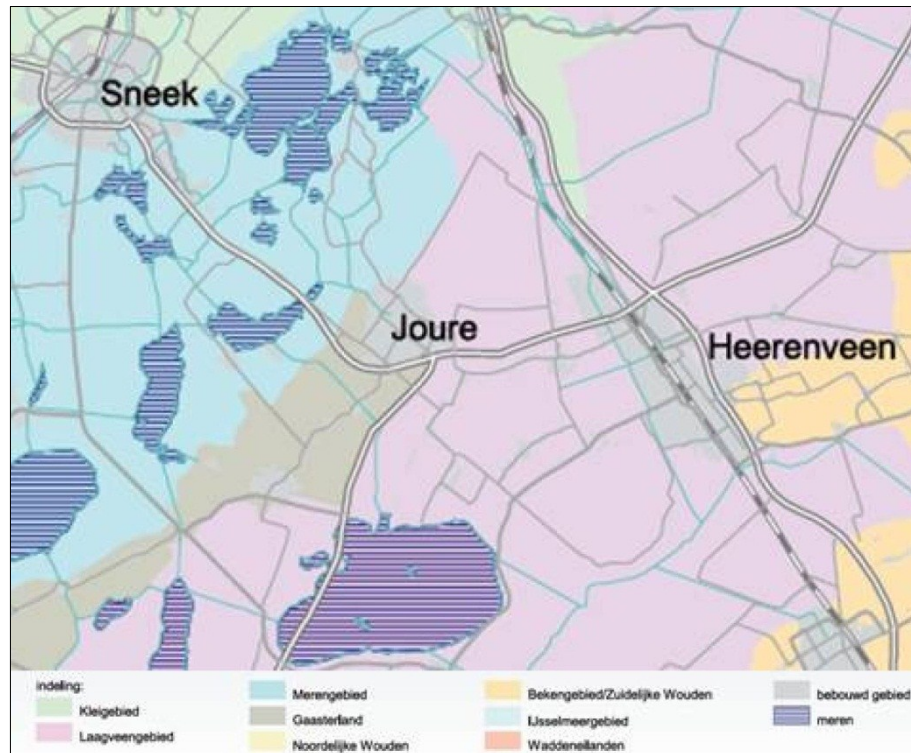 Sneek
Joure
Heerenveen
indeling:
Kleigebied
Laagveengebied
Merengebied
Gaasterland
Noordelijke Wouden
Bekengebied/Zuidelijke Wouden
IJsselmeergebied
Waddeneilanden
bebouwd gebied
meren